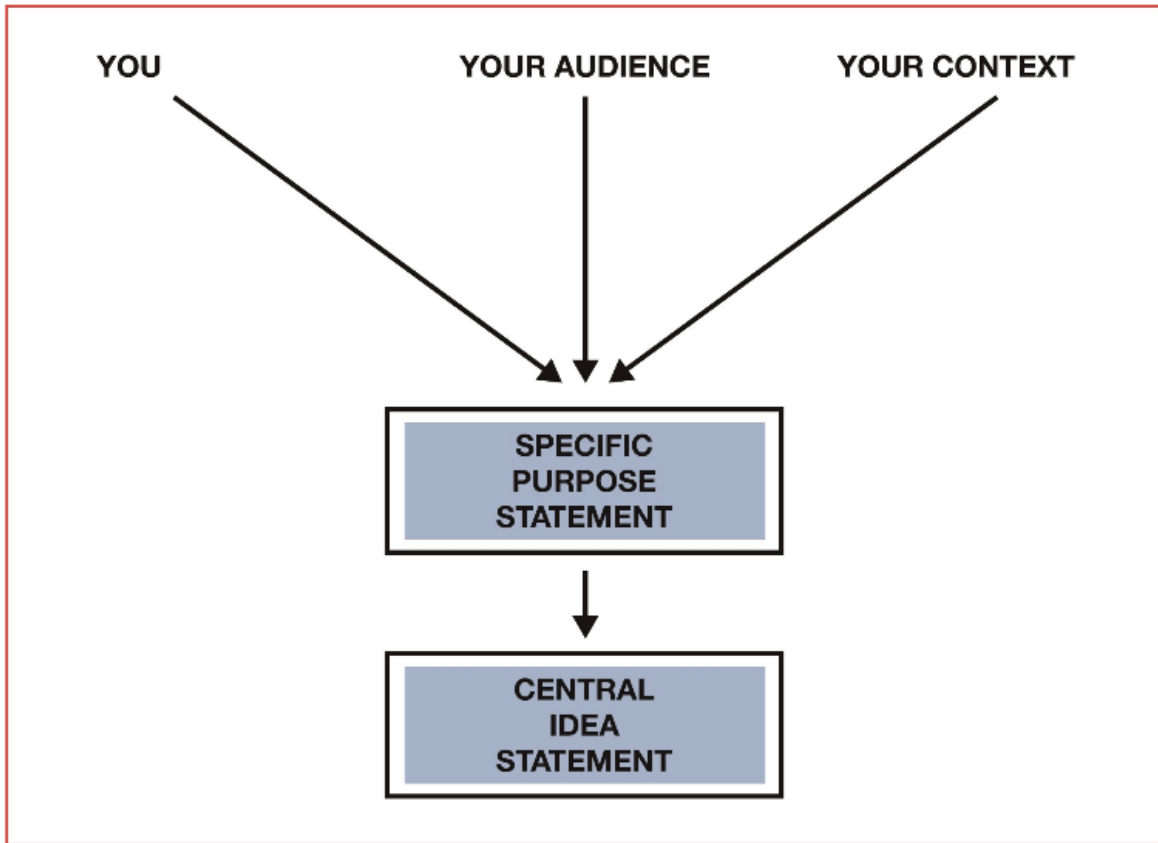 YOU
YOUR AUDIENCE
YOUR CONTEXT
SPECIFIC
PURPOSE
STATEMENT
CENTRAL
IDEA
STATEMENT